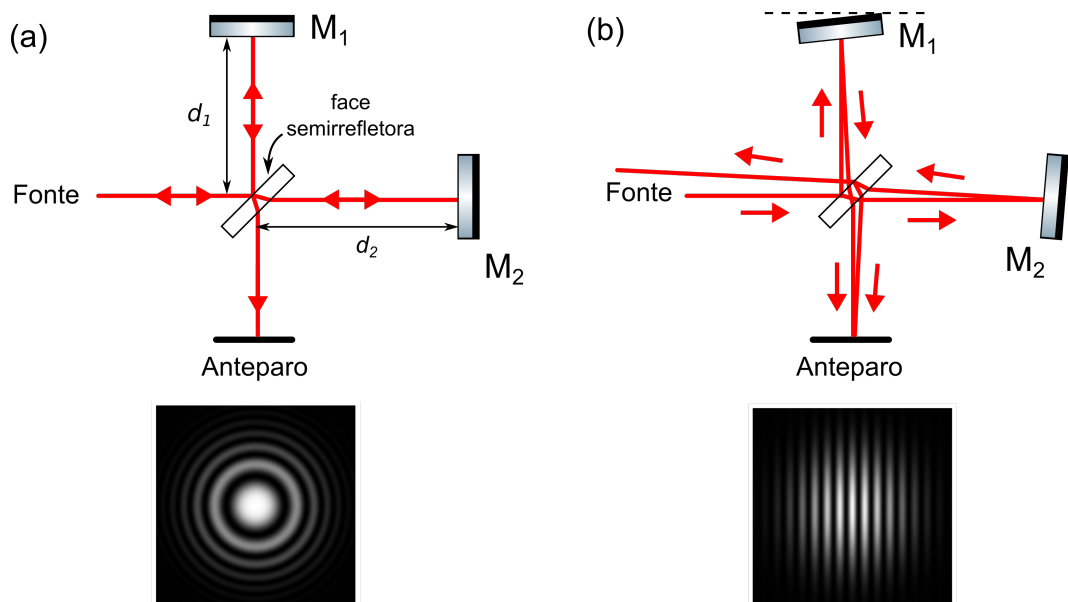 (a)
M₁
d₁
face
semirrefletora
Fonte
d₂
M₂
Anteparo
(b)
M₁
Fonte
M₂
Anteparo